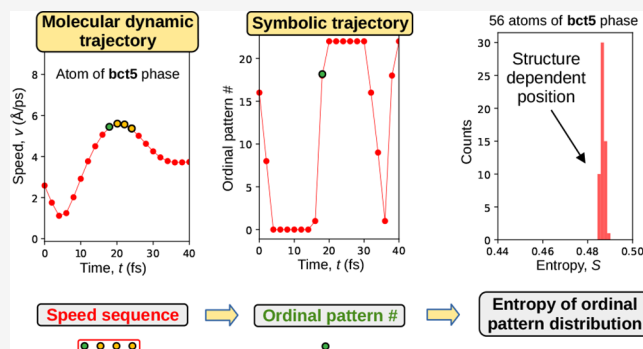 Molecular dynamic
trajectory
Symbolic trajectory
56 atoms of bct5 phase
Atom of bct5 phase
Speed, v (Å/ps)
8
6
4
2
0
0
10
20
30
40
Time, t (fs)
Ordinal pattern #
20
15
10
5
0
0
10
20
30
40
Time, t (fs)
Structure
dependent
position
Counts
30
25
20
15
10
5
0
0.44
0.46
0.48
0.50
Entropy, S
Speed sequence
Ordinal pattern #
Entropy of ordinal
pattern distribution